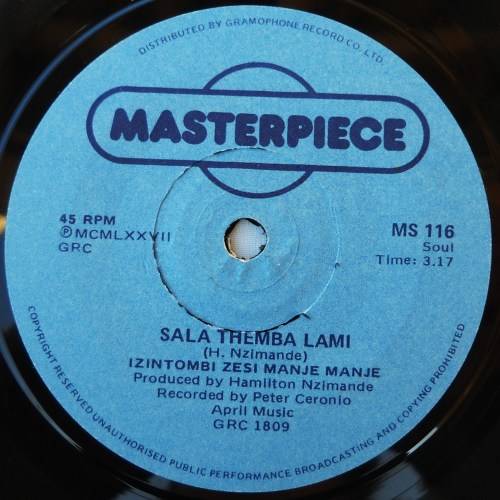 DISTRIBUTED BY GRAMOPHONE RECORD CO. LTD.
MASTERPIECE
45 RPM
Ⓟ MCMLXXVII
GRC
MS 116
Soul
Time: 3.17
SALA THEMBA LAMI
(H. Nzimande)
IZINTOMBI ZESI MANJE MANJE
Produced by Hamilton Nzimande
Recorded by Peter Ceronio
April Music
GRC 1809
COPYRIGHT RESERVED UNAUTHORISED PUBLIC PERFORMANCE BROADCASTING AND COPYING THIS RECORD PROHIBITED